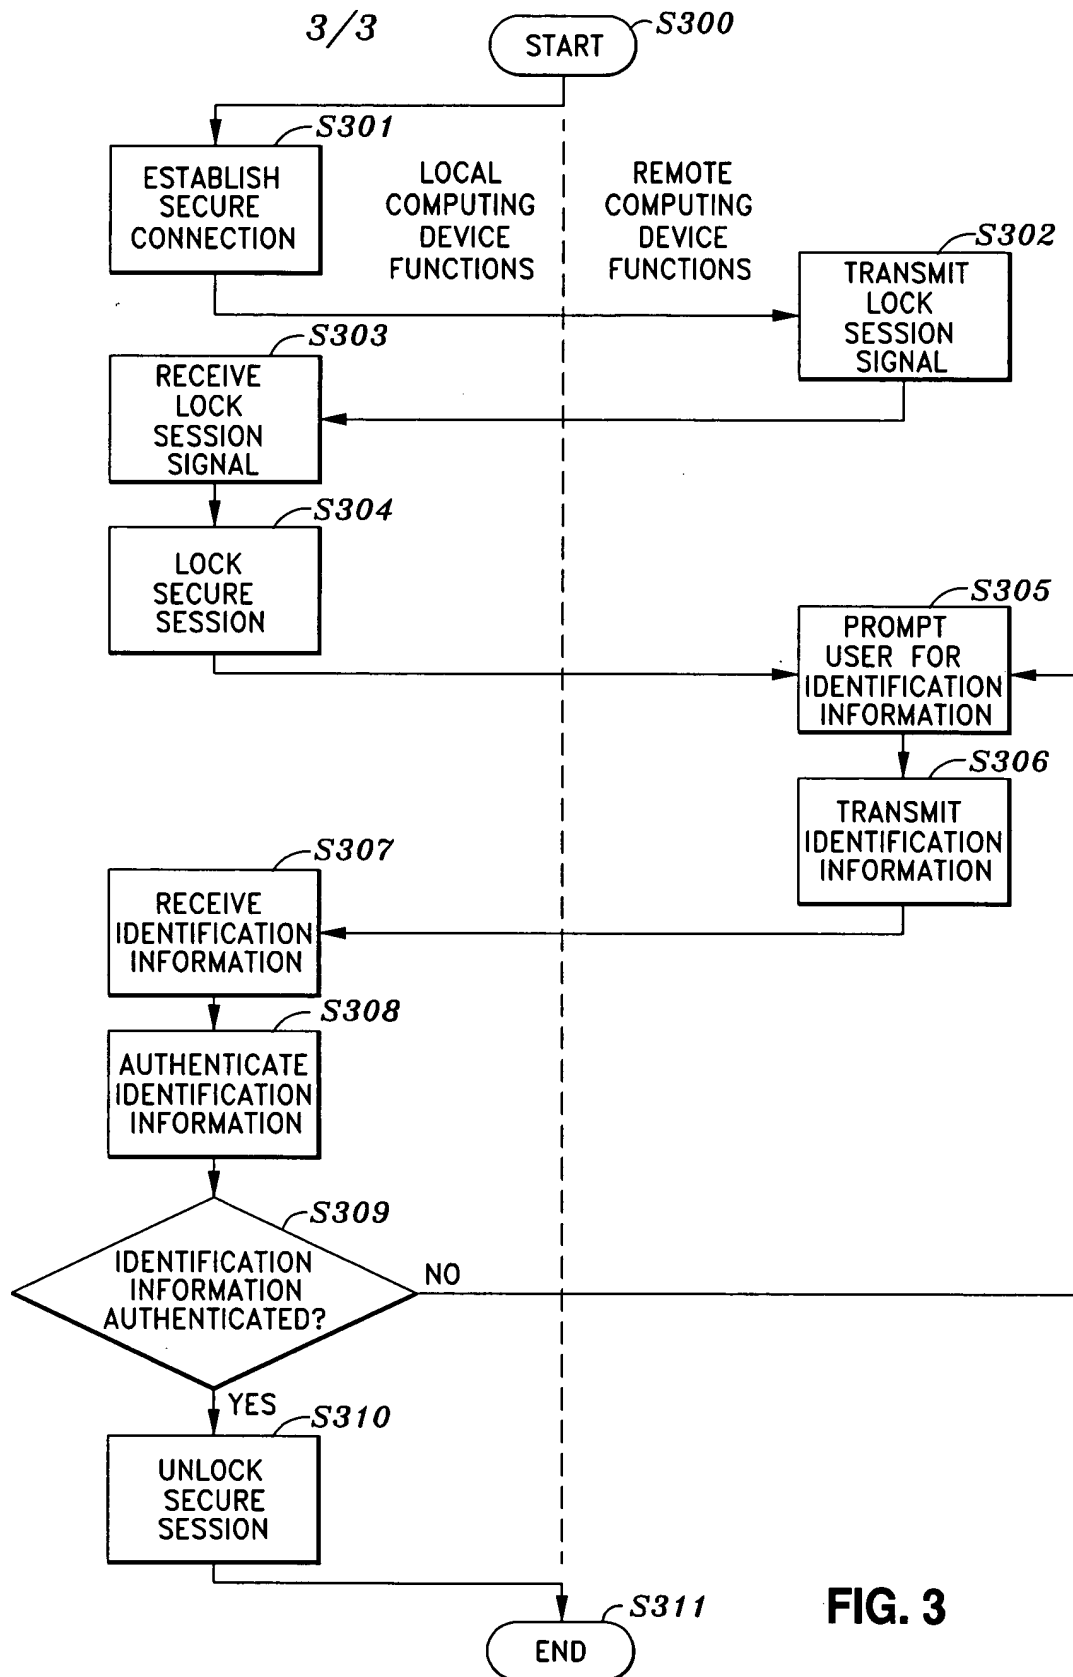 3/3
START
S300
S301
ESTABLISH
SECURE
CONNECTION
LOCAL
COMPUTING
DEVICE
FUNCTIONS
REMOTE
COMPUTING
DEVICE
FUNCTIONS
S302
TRANSMIT
LOCK
SESSION
SIGNAL
S303
RECEIVE
LOCK
SESSION
SIGNAL
S304
LOCK
SECURE
SESSION
S305
PROMPT
USER FOR
IDENTIFICATION
INFORMATION
S306
TRANSMIT
IDENTIFICATION
INFORMATION
S307
RECEIVE
IDENTIFICATION
INFORMATION
S308
AUTHENTICATE
IDENTIFICATION
INFORMATION
S309
IDENTIFICATION
INFORMATION
AUTHENTICATED?
NO
YES
S310
UNLOCK
SECURE
SESSION
S311
END
FIG. 3